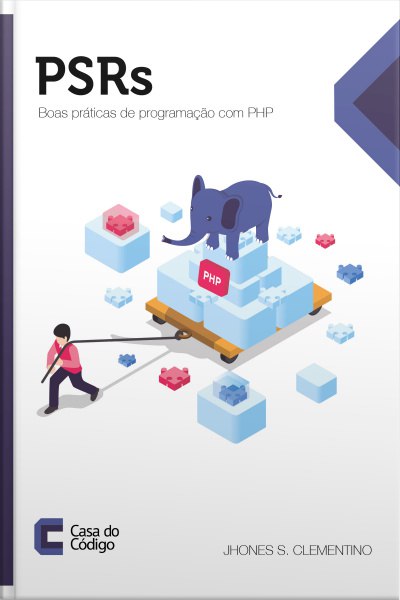 PSRs
Boas práticas de programação com PHP
PHP
Casa do
Código
JHONES S. CLEMENTINO